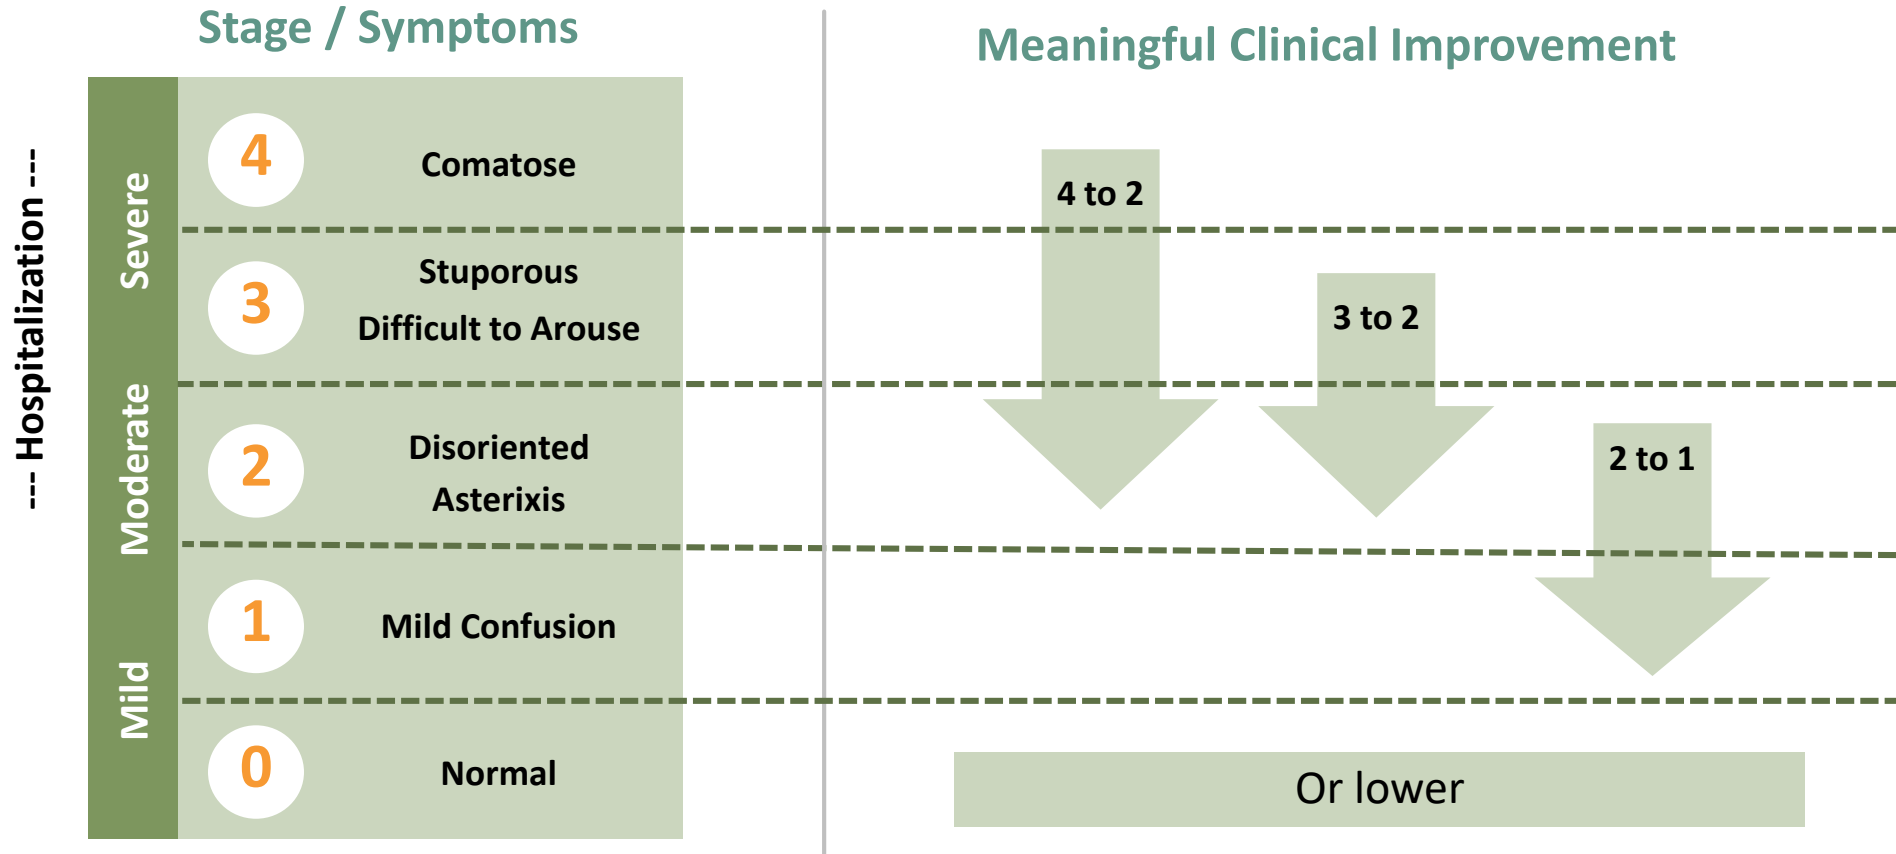 Stage / Symptoms
Meaningful Clinical Improvement
--- Hospitalization ---
Severe
Moderate
Mild
4
Comatose
3
Stuporous
Difficult to Arouse
2
Disoriented
Asterixis
1
Mild Confusion
0
Normal
4 to 2
3 to 2
2 to 1
Or lower